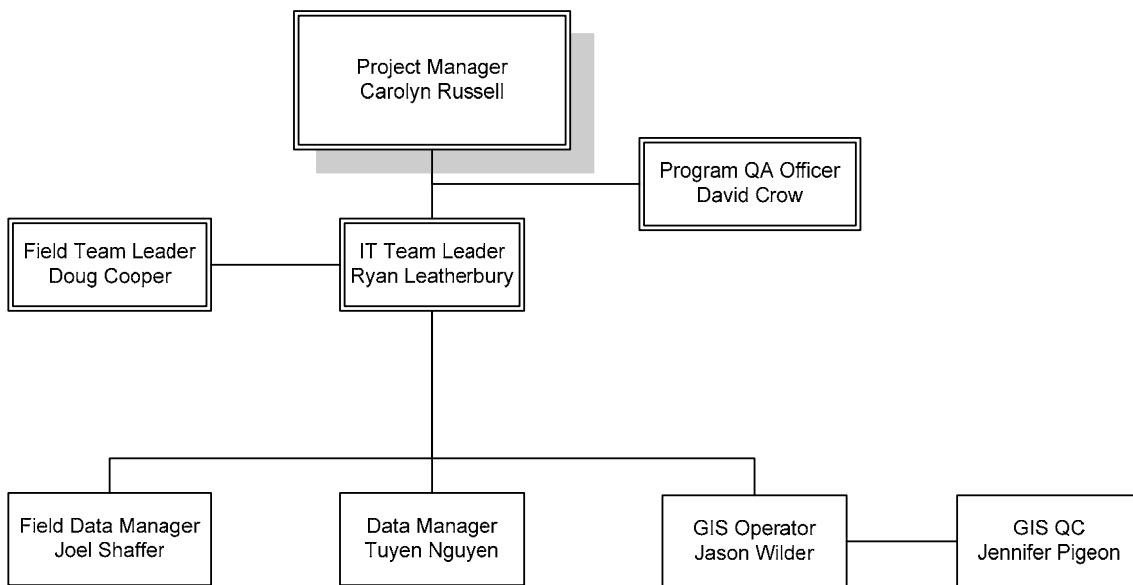 Project Manager
Carolyn Russell
Program QA Officer
David Crow
Field Team Leader
Doug Cooper
IT Team Leader
Ryan Leatherbury
Field Data Manager
Joel Shaffer
Data Manager
Tuyen Nguyen
GIS Operator
Jason Wilder
GIS QC
Jennifer Pigeon